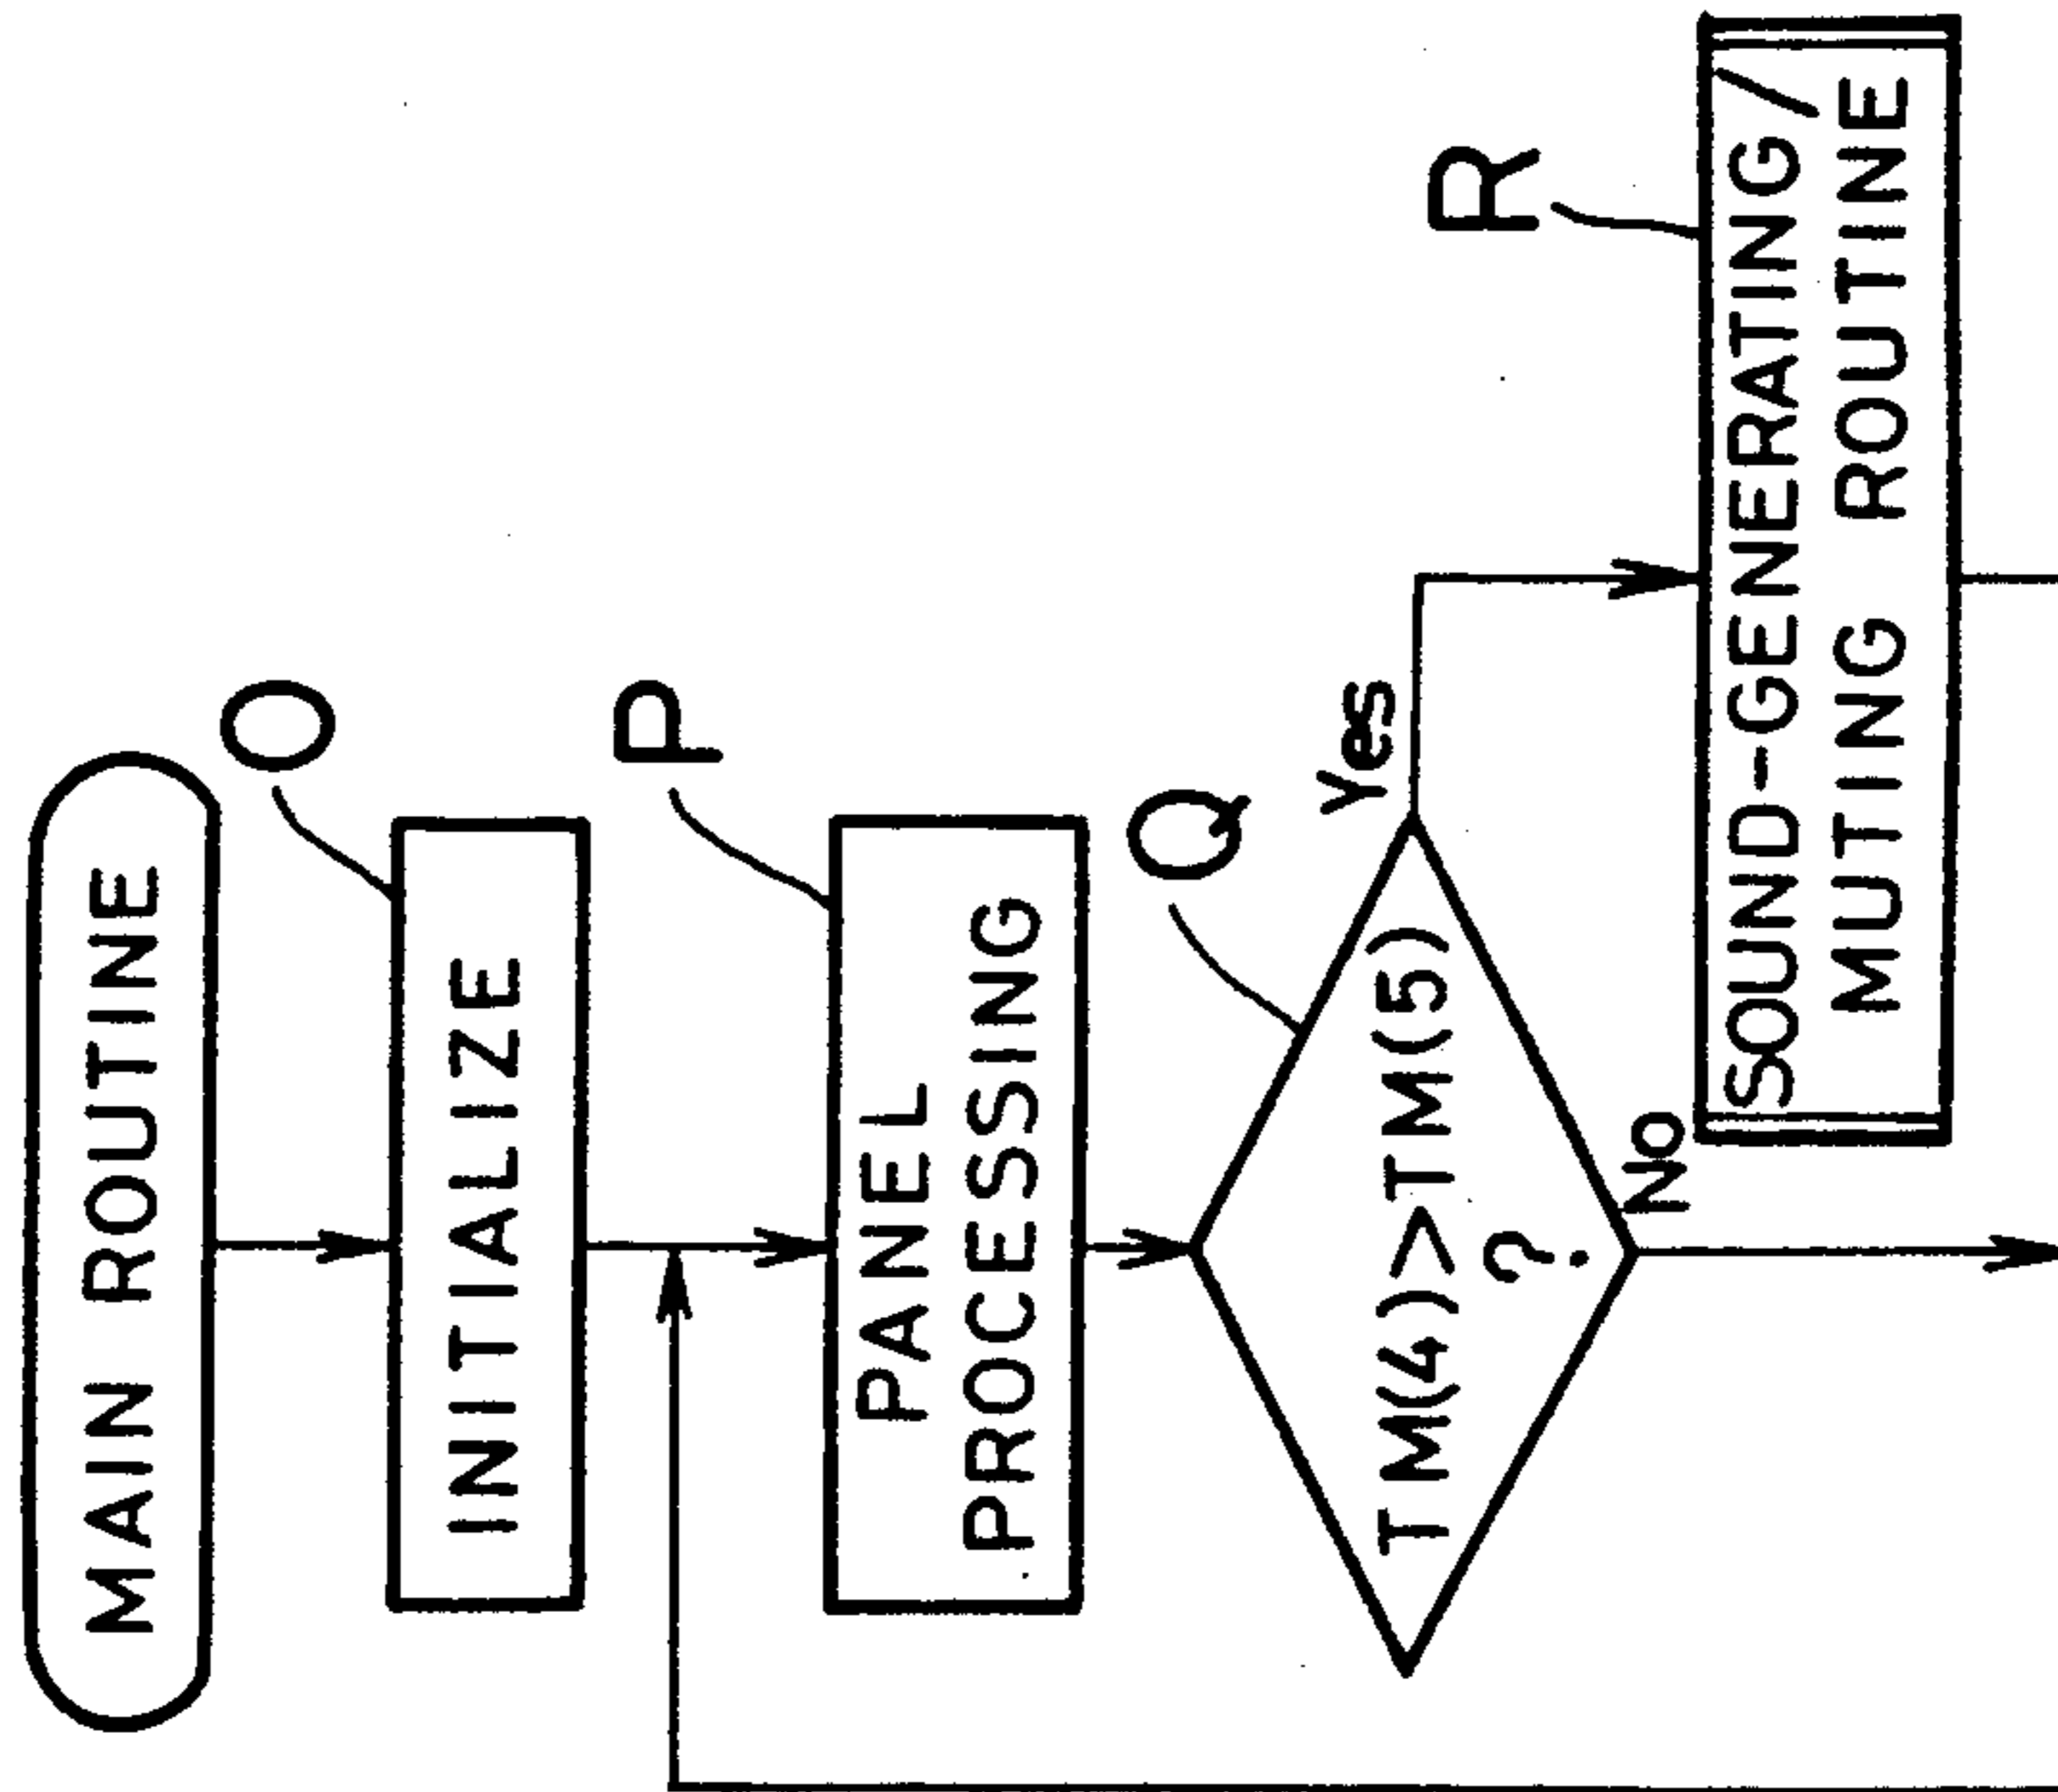 MAIN ROUTINE
O
INITIALIZE
P
PANEL
PROCESSING
Q
TM(4)>TM(5)
?
Yes
No
R
SOUND-GENERATING/
MUTING ROUTINE